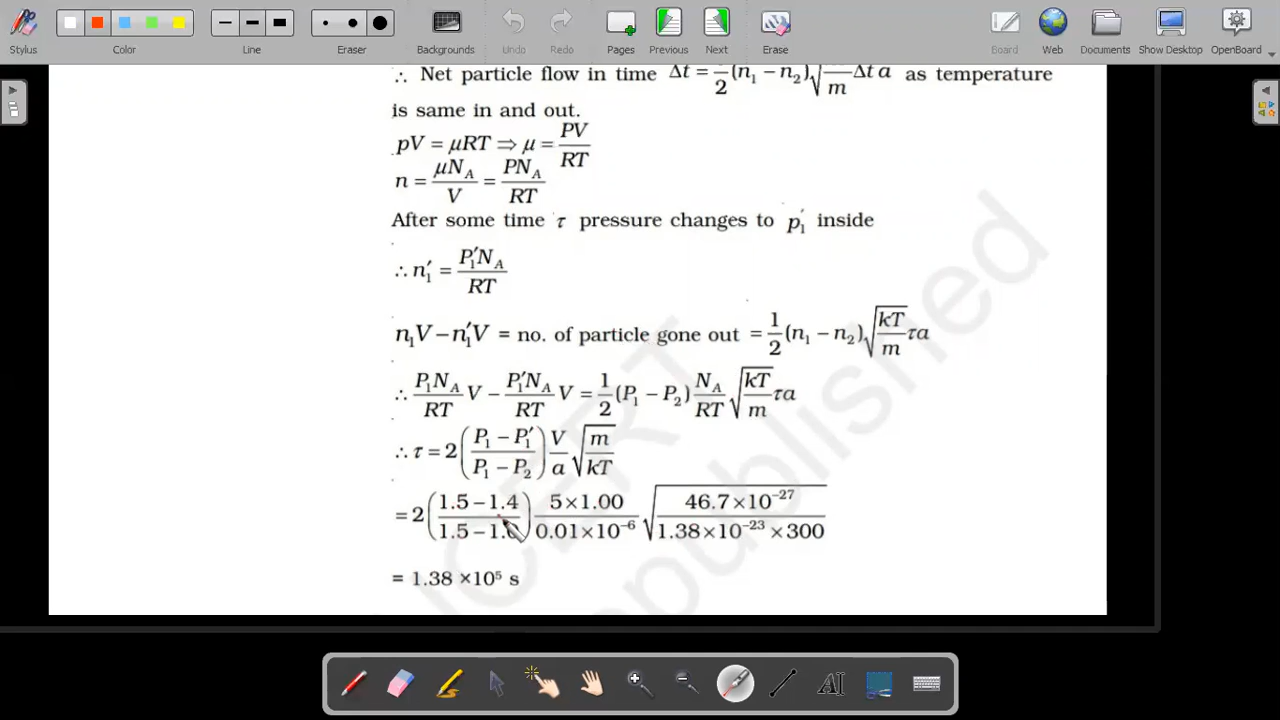 Stylus Color Line Eraser Backgrounds Undo Redo Pages Previous Next Erase Board Web Documents Show Desktop OpenBoard
∴ Net particle flow in time Δt = 1/2 (n₁ − n₂) √( /m) Δt a as temperature
is same in and out.
pV = μRT ⇒ μ = PV/RT
n = μN_A/V = PN_A/RT
After some time τ pressure changes to p₁′ inside
∴ n₁′ = P₁′N_A/RT
n₁V − n₁′V = no. of particle gone out = 1/2 (n₁ − n₂) √(kT/m) τa
∴ P₁N_A/RT V − P₁′N_A/RT V = 1/2 (P₁ − P₂) N_A/RT √(kT/m) τa
∴ τ = 2 ((P₁ − P₁′)/(P₁ − P₂)) V/a √(m/kT)
= 2 ((1.5 − 1.4)/(1.5 − 1. )) 5×1.00/0.01×10⁻⁶ √(46.7×10⁻²⁷/1.38×10⁻²³ ×300)
= 1.38 ×10⁵ s